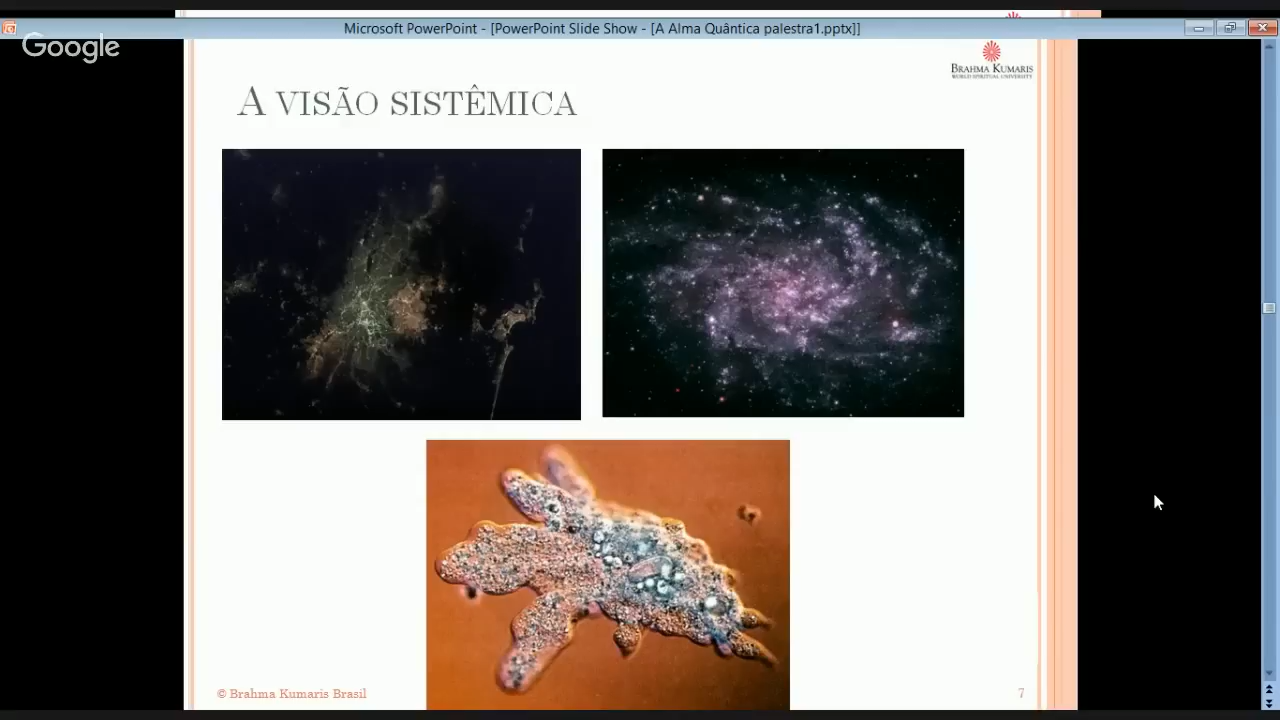 Microsoft PowerPoint - [PowerPoint Slide Show - [A Alma Quântica palestra1.pptx]]
Google
BRAHMA KUMARIS
WORLD SPIRITUAL UNIVERSITY
A VISÃO SISTÊMICA
© Brahma Kumaris Brasil
7